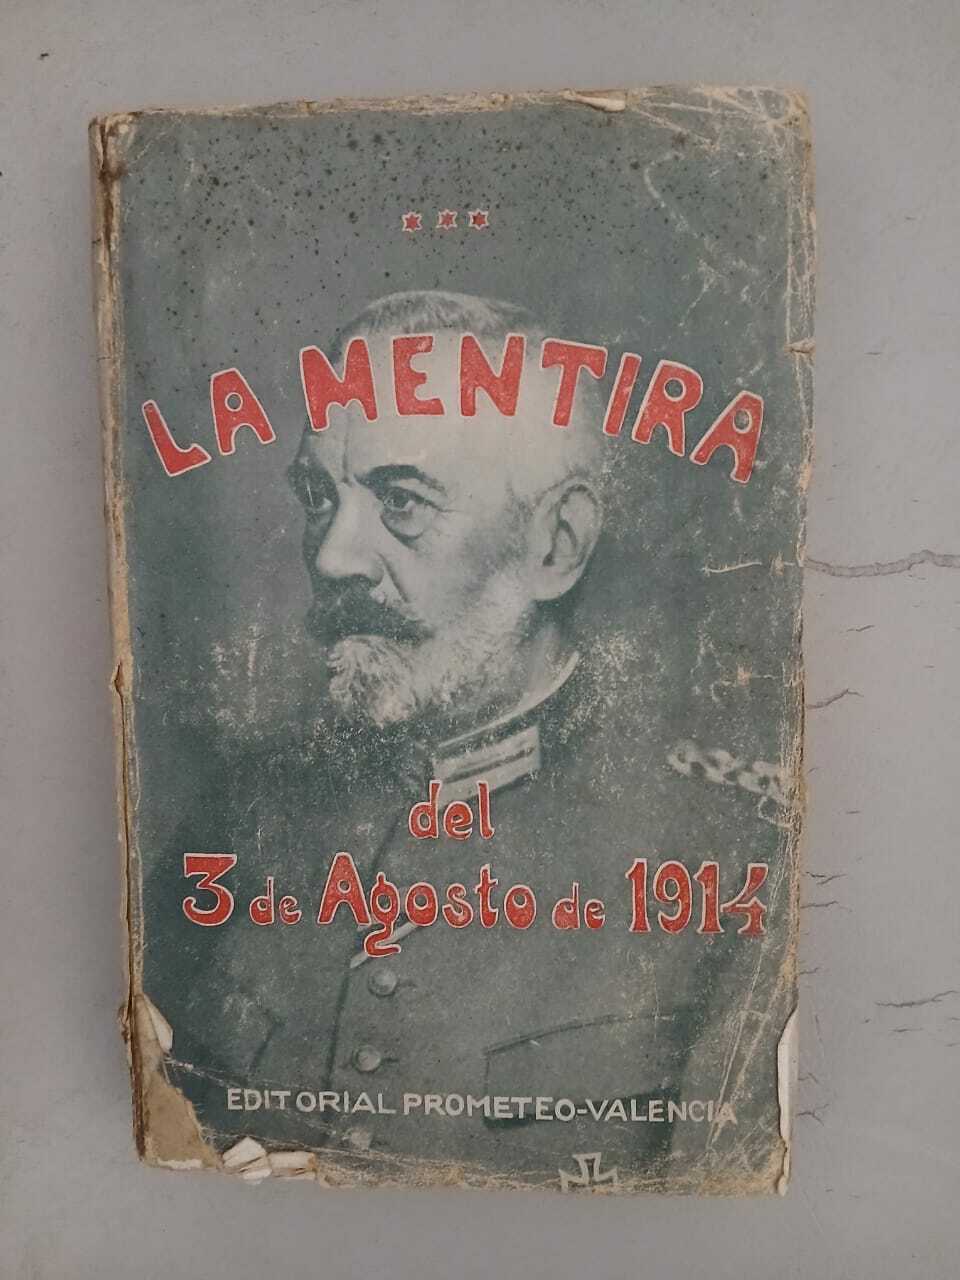 ***
LA MENTIRA
del
3 de Agosto de 1914
EDITORIAL PROMETEO-VALENCIA